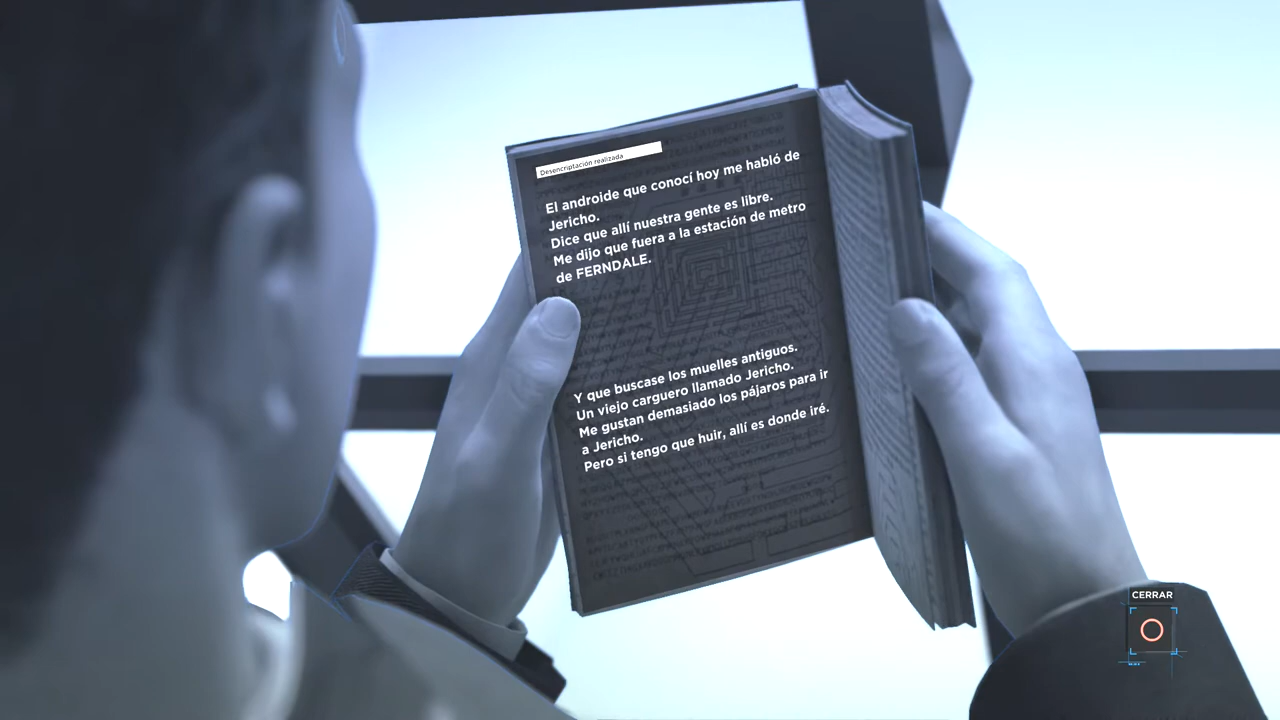 Desencriptación realizada
El androide que conocí hoy me habló de
Jericho.
Dice que allí nuestra gente es libre.
Me dijo que fuera a la estación de metro
de FERNDALE.
Y que buscase los muelles antiguos.
Un viejo carguero llamado Jericho.
Me gustan demasiado los pájaros para ir
a Jericho.
Pero si tengo que huir, allí es donde iré.
CERRAR